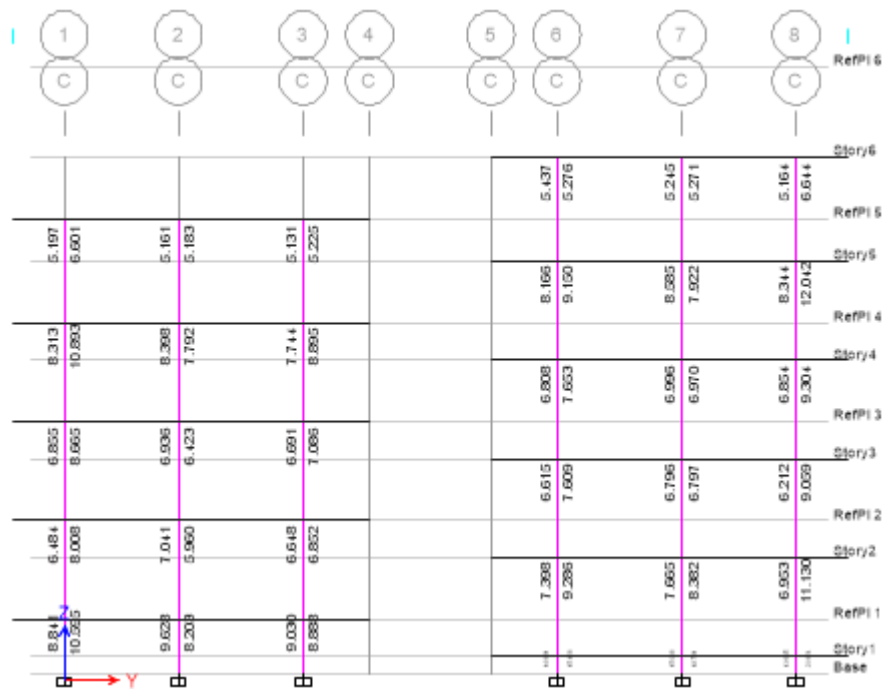 1 2 3 4 5 6 7 8
C C C C C C C C
RefPl 6
Story6
5.437 5.276 5.245 5.271 5.164 6.644
RefPl 5
5.197 6.601 5.161 5.183 5.131 5.225
Story5
8.166 9.150 8.585 7.922 8.344 12.042
RefPl 4
8.313 10.893 8.398 7.792 7.744 8.895
Story4
6.808 7.653 6.996 6.970 6.854 9.304
RefPl 3
6.855 8.665 6.936 6.423 6.691 7.086
Story3
6.615 7.609 6.796 6.797 6.212 9.059
RefPl 2
6.484 8.008 7.041 5.960 6.648 6.852
Story2
7.398 9.286 7.665 8.382 6.953 11.130
RefPl 1
9.628 8.203 9.030 8.888
Z
Story1
Base
Y